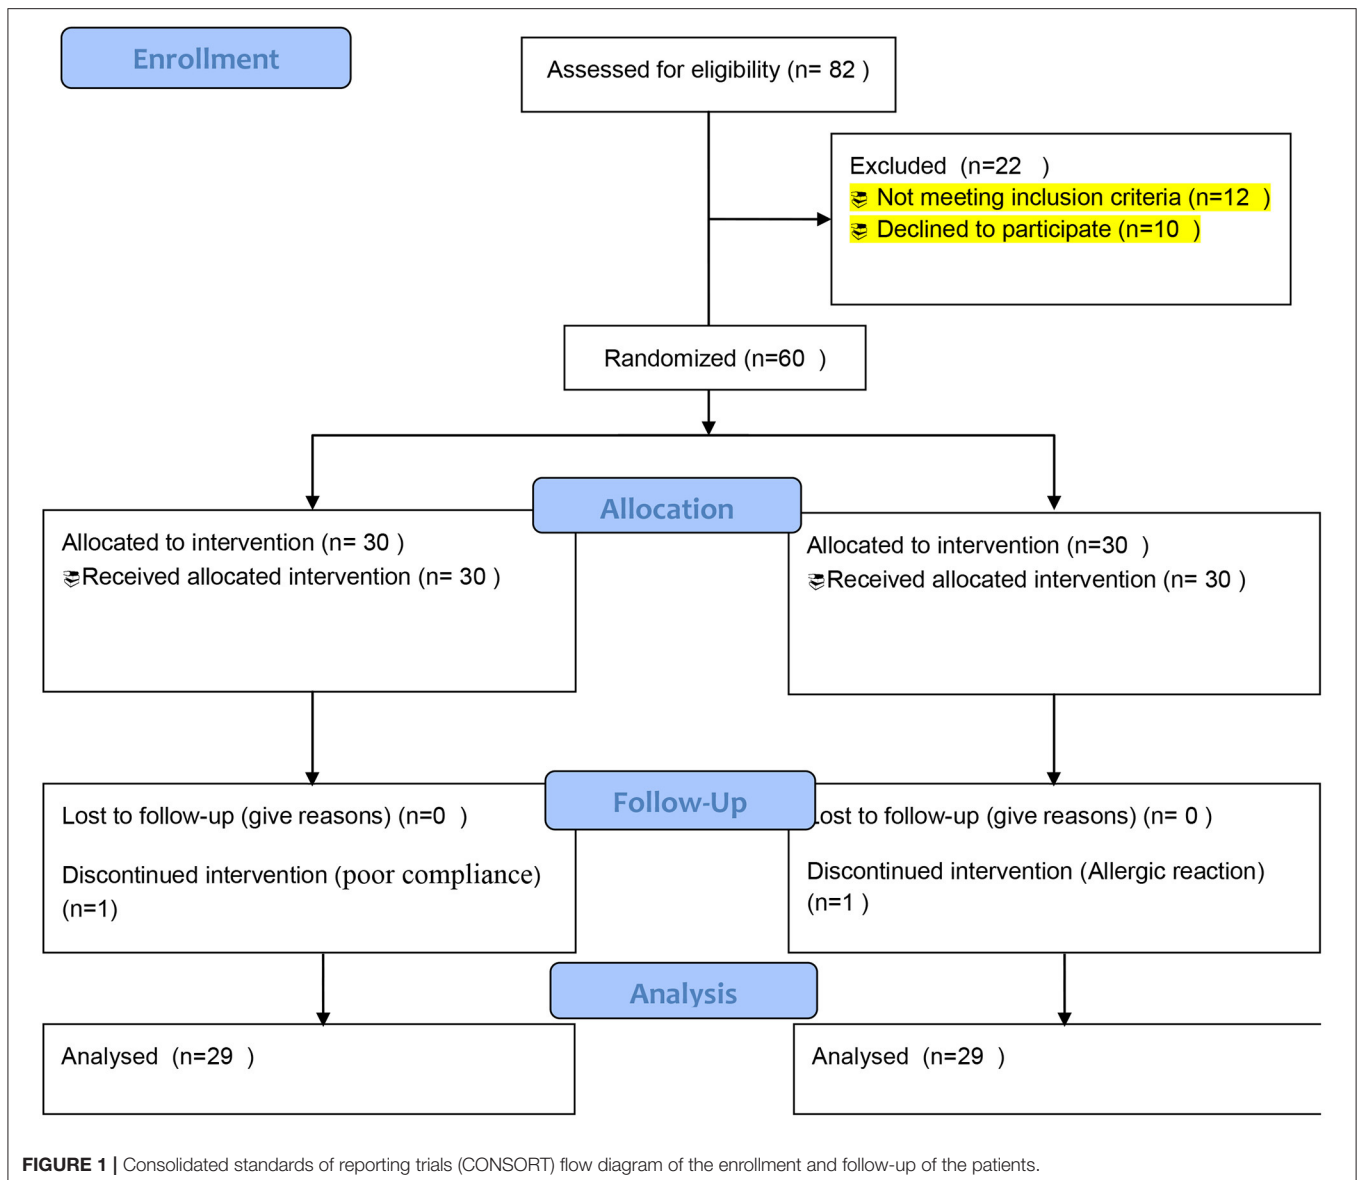 Enrollment
Assessed for eligibility (n= 82 )
Excluded (n=22 )
Not meeting inclusion criteria (n=12 )
Declined to participate (n=10 )
Randomized (n=60 )
Allocation
Allocated to intervention (n= 30 )
Received allocated intervention (n= 30 )
Allocated to intervention (n=30 )
Received allocated intervention (n= 30 )
Follow-Up
Lost to follow-up (give reasons) (n=0 )
Discontinued intervention (poor compliance)
(n=1)
Lost to follow-up (give reasons) (n= 0 )
Discontinued intervention (Allergic reaction)
(n=1 )
Analysis
Analysed (n=29 )
Analysed (n=29 )
FIGURE 1 | Consolidated standards of reporting trials (CONSORT) flow diagram of the enrollment and follow-up of the patients.